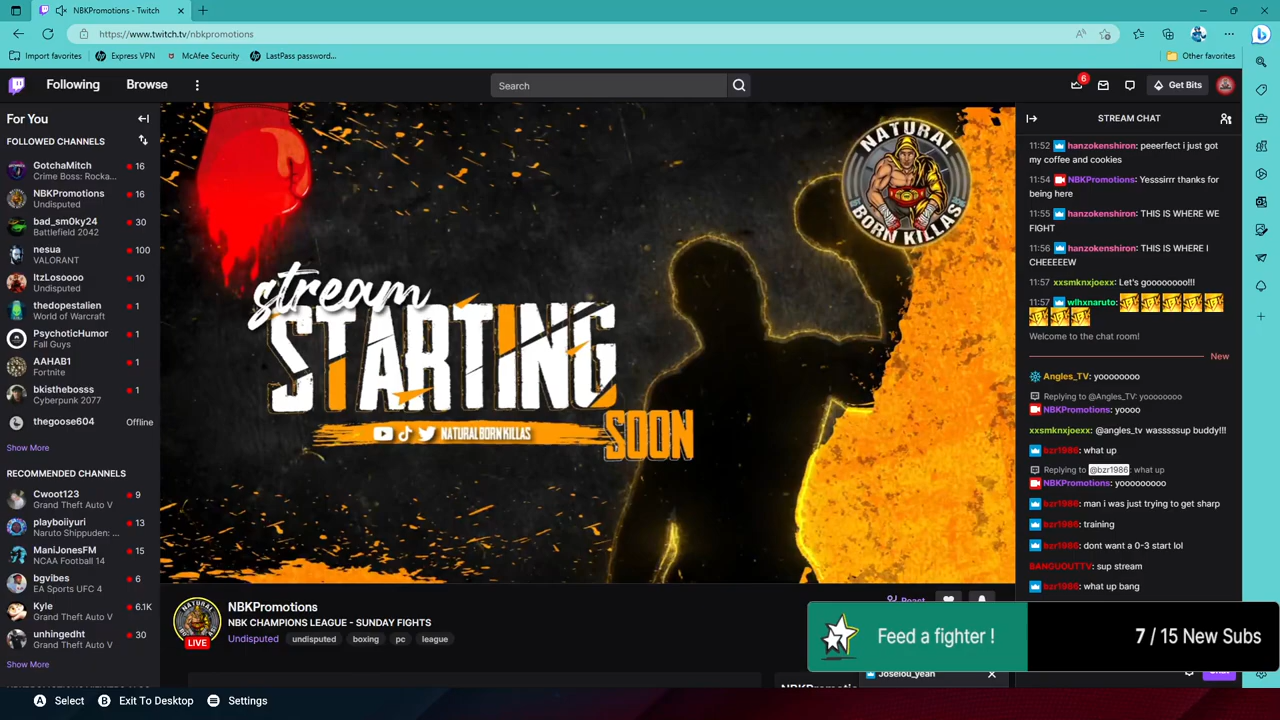 NBKPromotions - Twitch
https://www.twitch.tv/nbkpromotions
Import favorites
Express VPN
McAfee Security
LastPass password...
Other favorites
Following
Browse
Search
6
Get Bits
For You
FOLLOWED CHANNELS
GotchaMitch
16
Crime Boss: Rocka...
NBKPromotions
16
Undisputed
bad_sm0ky24
30
Battlefield 2042
nesua
100
VALORANT
ItzLosoooo
10
Undisputed
thedopestalien
1
World of Warcraft
PsychoticHumor
1
Fall Guys
AAHAB1
1
Fortnite
bkisthebosss
1
Cyberpunk 2077
thegoose604
Offline
Show More
RECOMMENDED CHANNELS
Cwoot123
9
Grand Theft Auto V
playboiiyuri
13
Naruto Shippuden: ...
ManiJonesFM
15
NCAA Football 14
bgvibes
6
EA Sports UFC 4
Kyle
6.1K
Grand Theft Auto V
unhingedht
30
Grand Theft Auto V
Show More
NATURAL
BORN KILLAS
stream
STARTING
SOON
NATURALBORNKILLAS
LIVE
NBKPromotions
NBK CHAMPIONS LEAGUE - SUNDAY FIGHTS
Undisputed
undisputed
boxing
pc
league
React
STREAM CHAT
11:52 hanzokenshiron: peeerfect i just got
my coffee and cookies
11:54 NBKPromotions: Yesssirrr thanks for
being here
11:55 hanzokenshiron: THIS IS WHERE WE
FIGHT
11:56 hanzokenshiron: THIS IS WHERE I
CHEEEEEW
11:57 xxsmknxjoexx: Let's gooooooo!!!
11:57 wlhxnaruto:
Welcome to the chat room!
New
Angles_TV: yoooooooo
Replying to @Angles_TV: yoooooooo
NBKPromotions: yoooo
xxsmknxjoexx: @angles_tv wasssssup buddy!!!
bzr1986: what up
Replying to @bzr1986: what up
NBKPromotions: yooooooooo
bzr1986: man i was just trying to get sharp
bzr1986: training
bzr1986: dont want a 0-3 start lol
BANGUOUTTV: sup stream
bzr1986: what up bang
Feed a fighter !
7 / 15 New Subs
Joselou_yeah
A Select
B Exit To Desktop
Settings